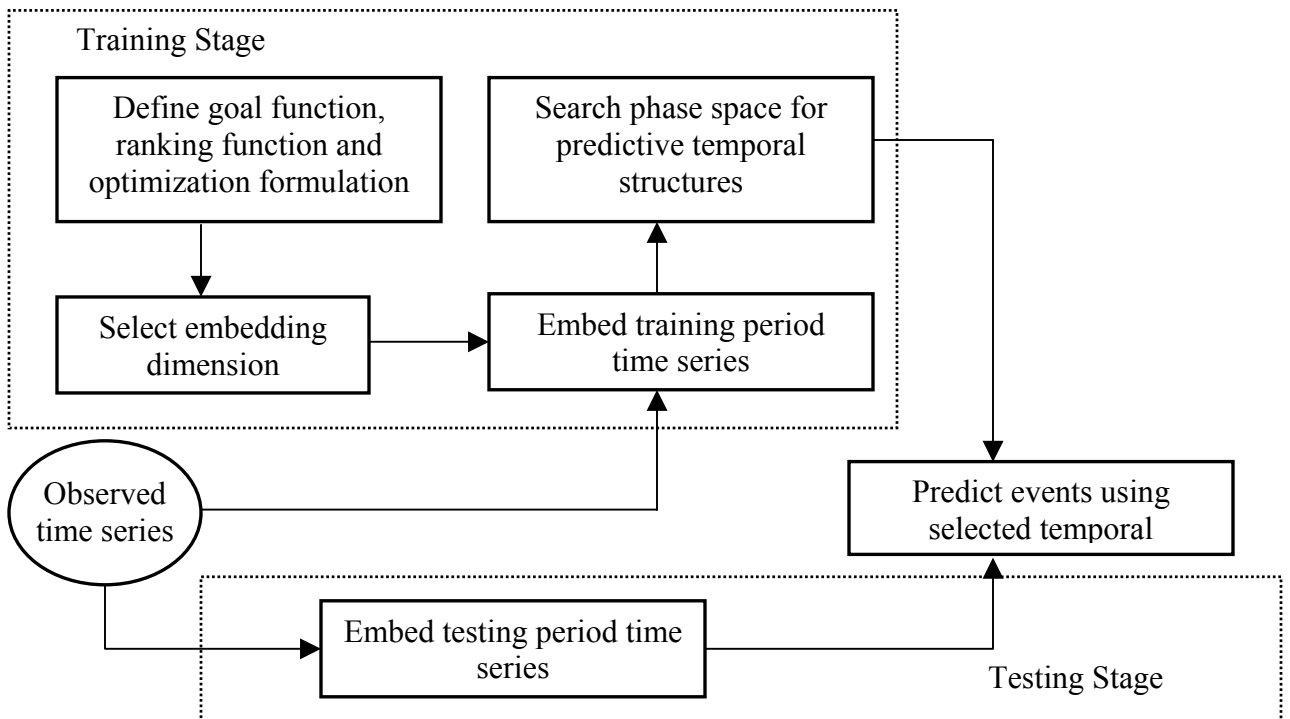 Training Stage
Define goal function,
ranking function and
optimization formulation
Search phase space for
predictive temporal
structures
Select embedding
dimension
Embed training period
time series
Observed
time series
Predict events using
selected temporal
Embed testing period time
series
Testing Stage